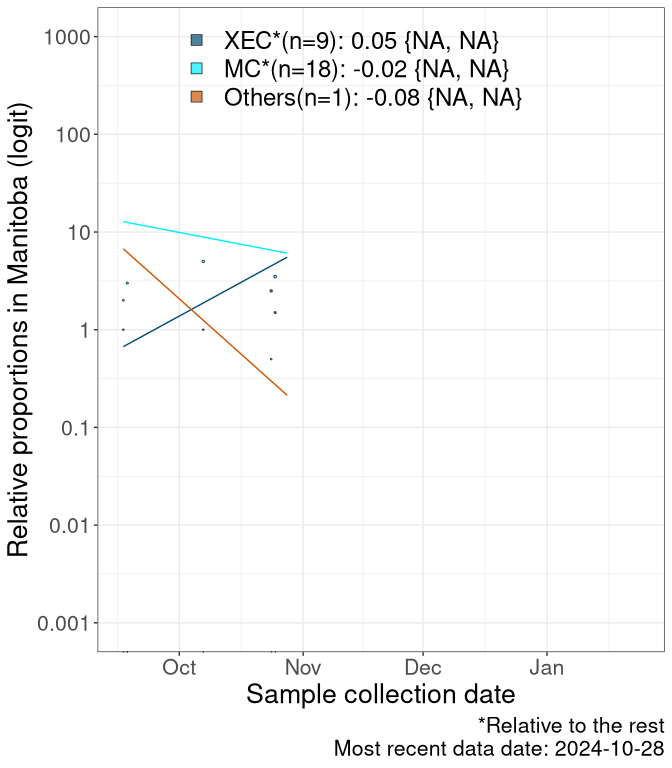 XEC*(n=9): 0.05 {NA, NA}
MC*(n=18): -0.02 {NA, NA}
Others(n=1): -0.08 {NA, NA}
Relative proportions in Manitoba (logit)
1000
100
10
1
0.1
0.01
0.001
Oct Nov Dec Jan
Sample collection date
*Relative to the rest
Most recent data date: 2024-10-28